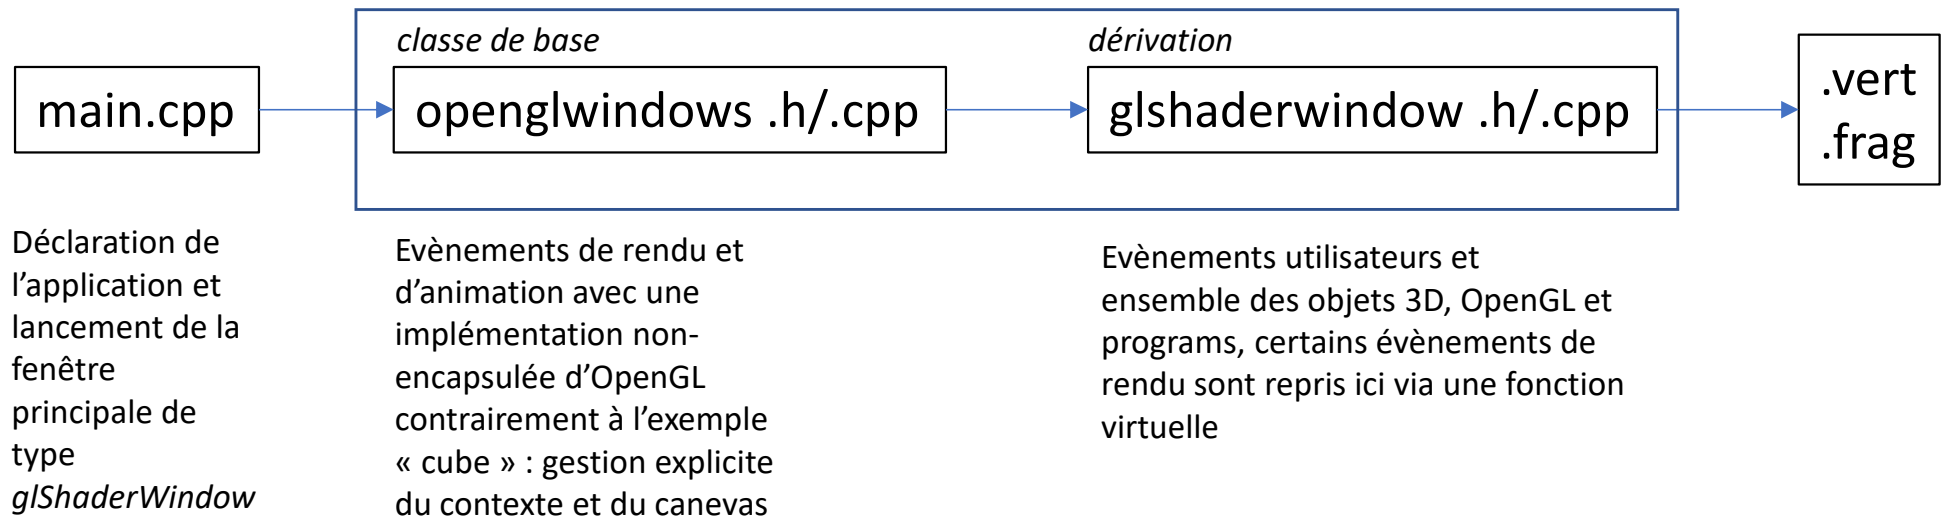 classe de base
dérivation
main.cpp
openglwindows .h/.cpp
glshaderwindow .h/.cpp
.vert
.frag
Déclaration de
l’application et
lancement de la
fenêtre
principale de
type
glShaderWindow
Evènements de rendu et
d’animation avec une
implémentation non-
encapsulée d’OpenGL
contrairement à l’exemple
« cube » : gestion explicite
du contexte et du canevas
Evènements utilisateurs et
ensemble des objets 3D, OpenGL et
programs, certains évènements de
rendu sont repris ici via une fonction
virtuelle